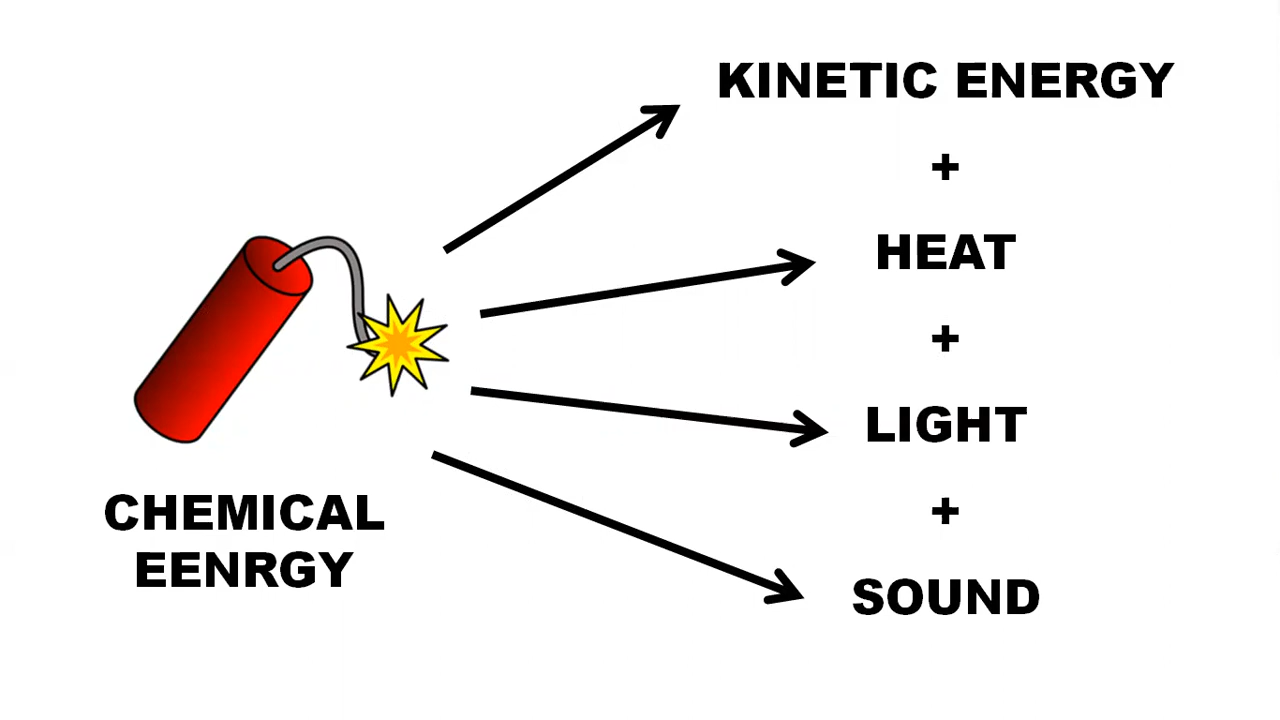 KINETIC ENERGY
+
HEAT
+
LIGHT
+
SOUND
CHEMICAL
EENRGY